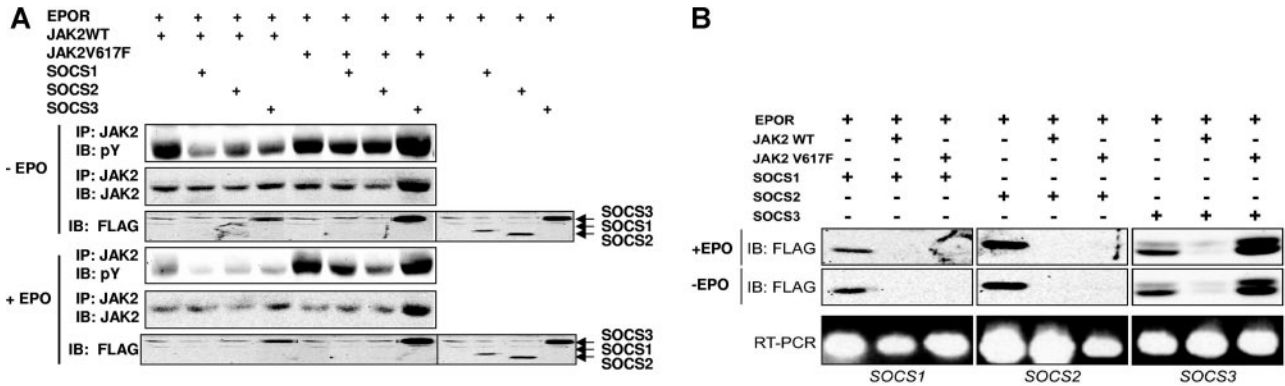 A
EPOR + + + + + + + + + + + +
JAK2WT + + + +
JAK2V617F + + + +
SOCS1 + + +
SOCS2 + + +
SOCS3 + + +
- EPO
IP: JAK2
IB: pY
IP: JAK2
IB: JAK2
IB: FLAG
SOCS3
SOCS1
SOCS2
+ EPO
IP: JAK2
IB: pY
IP: JAK2
IB: JAK2
IB: FLAG
SOCS3
SOCS1
SOCS2
B
EPOR + + + + + + + + +
JAK2 WT - + - - + - - + -
JAK2 V617F - - + - - + - - +
SOCS1 + + + - - - - - -
SOCS2 - - - + + + - - -
SOCS3 - - - - - - + + +
+EPO IB: FLAG
-EPO IB: FLAG
RT-PCR
SOCS1 SOCS2 SOCS3